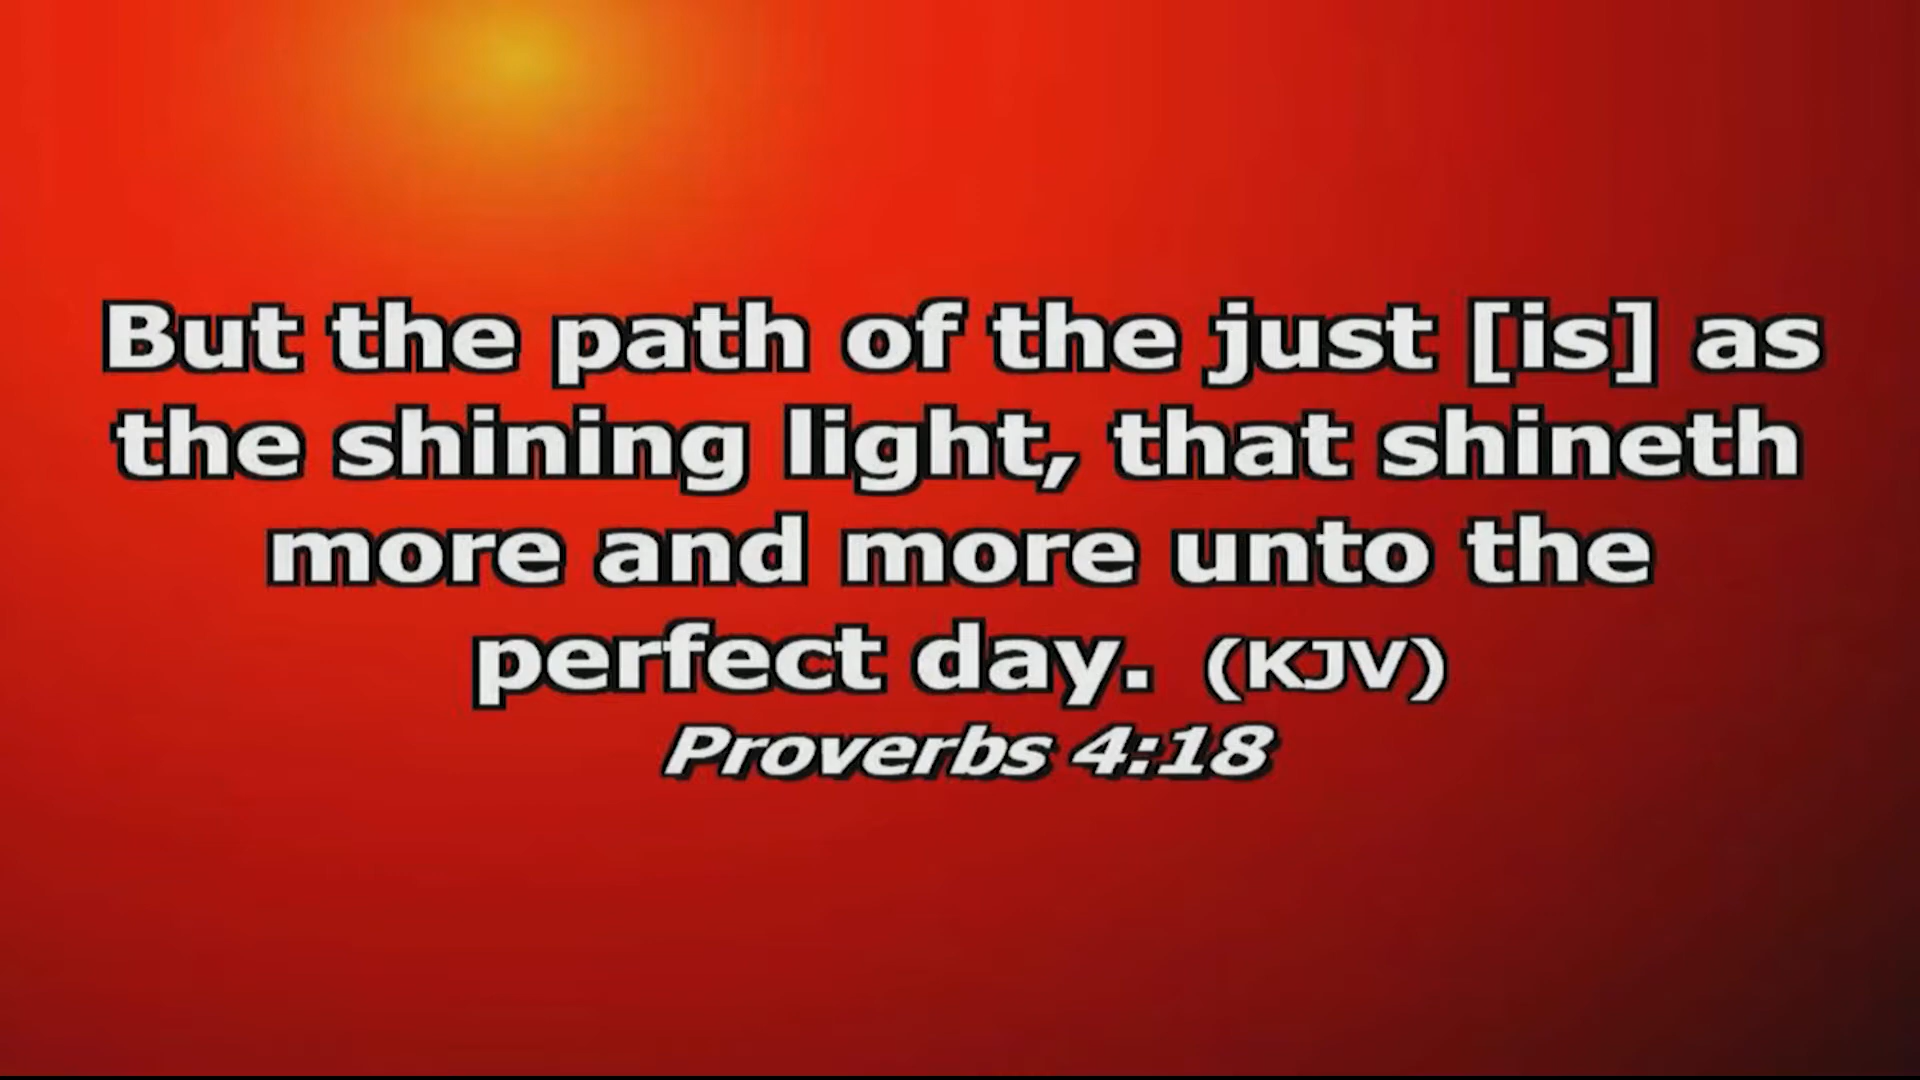 But the path of the just [is] as
the shining light, that shineth
more and more unto the
perfect day. (KJV)
Proverbs 4:18